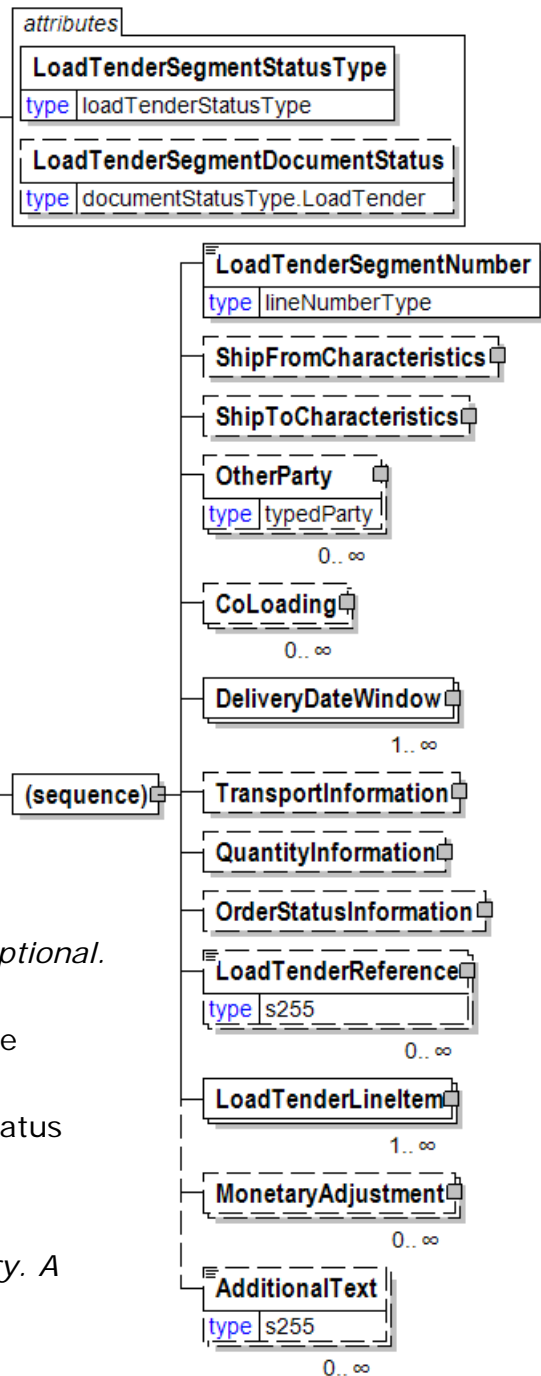 attributes
LoadTenderSegmentStatusType
type loadTenderStatusType
LoadTenderSegmentDocumentStatus
type documentStatusType.LoadTender
LoadTenderSegmentNumber
type lineNumberType
ShipFromCharacteristics
ShipToCharacteristics
OtherParty
type typedParty
0.. ∞
CoLoading
0.. ∞
DeliveryDateWindow
1.. ∞
(sequence)
TransportInformation
QuantityInformation
OrderStatusInformation
ptional.
LoadTenderReference
type s255
0.. ∞
e
LoadTenderLineItem
atus
1.. ∞
MonetaryAdjustment
0.. ∞
ry. A
AdditionalText
type s255
0.. ∞